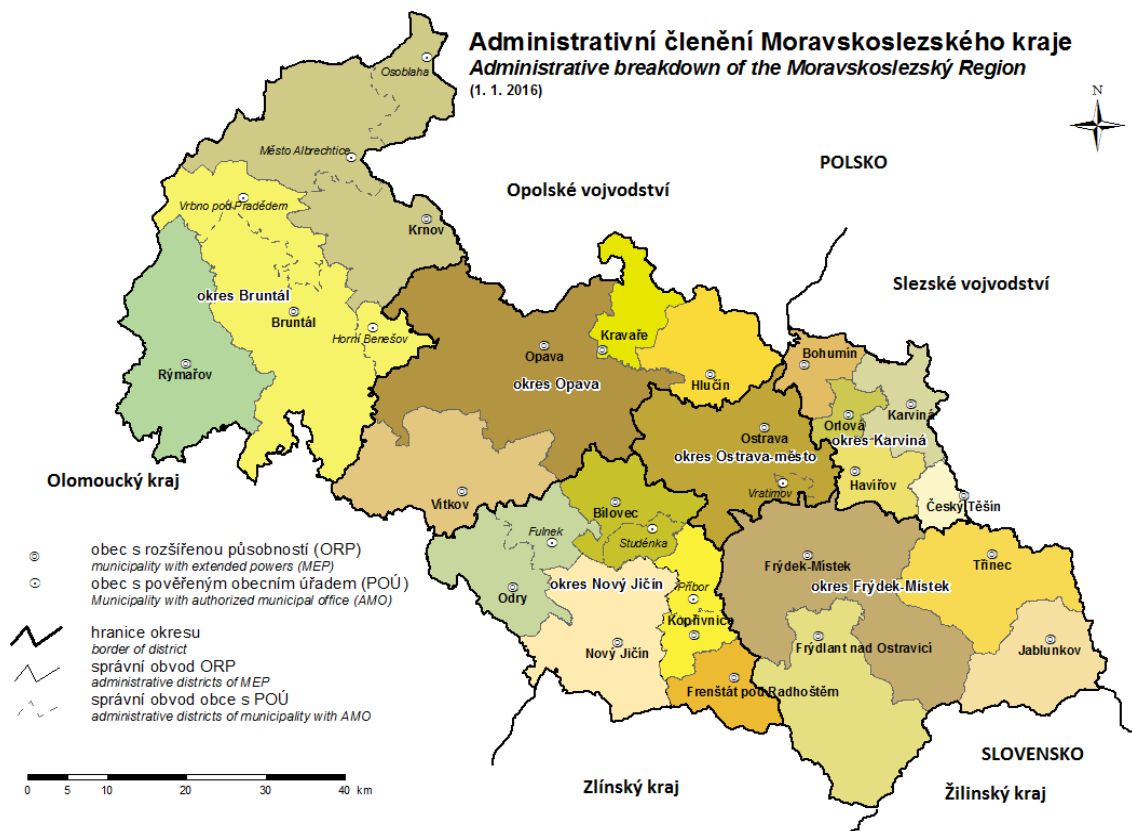 Administrativní členění Moravskoslezského kraje
Administrative breakdown of the Moravskoslezský Region
(1. 1. 2016)
N
Osoblaha
Město Albrechtice
POLSKO
Opolské vojvodství
Vrbno pod Pradědem
Krnov
Slezské vojvodství
okres Bruntál
Bruntál
Horní Benešov
Kravaře
Opava
Bohumín
Rýmařov
okres Opava
Hlučín
Karviná
Orlová
Ostrava
okres Karviná
okres Ostrava-město
Olomoucký kraj
Havířov
Vratimov
Vítkov
Český Těšín
Bílovec
Fulnek
Studénka
obec s rozšířenou působností (ORP)
municipality with extended powers (MEP)
obec s pověřeným obecním úřadem (POÚ)
Municipality with authorized municipal office (AMO)
Frýdek-Místek
Třinec
okres Nový Jičín
okres Frýdek-Místek
Příbor
Odry
Kopřivnice
hranice okresu
border of district
správní obvod ORP
administrative districts of MEP
správní obvod obce s POÚ
administrative districts of municipality with AMO
Nový Jičín
Frýdlant nad Ostravicí
Jablunkov
Frenštát pod Radhoštěm
SLOVENSKO
Zlínský kraj
Žilinský kraj
0 5 10 20 30 40 km